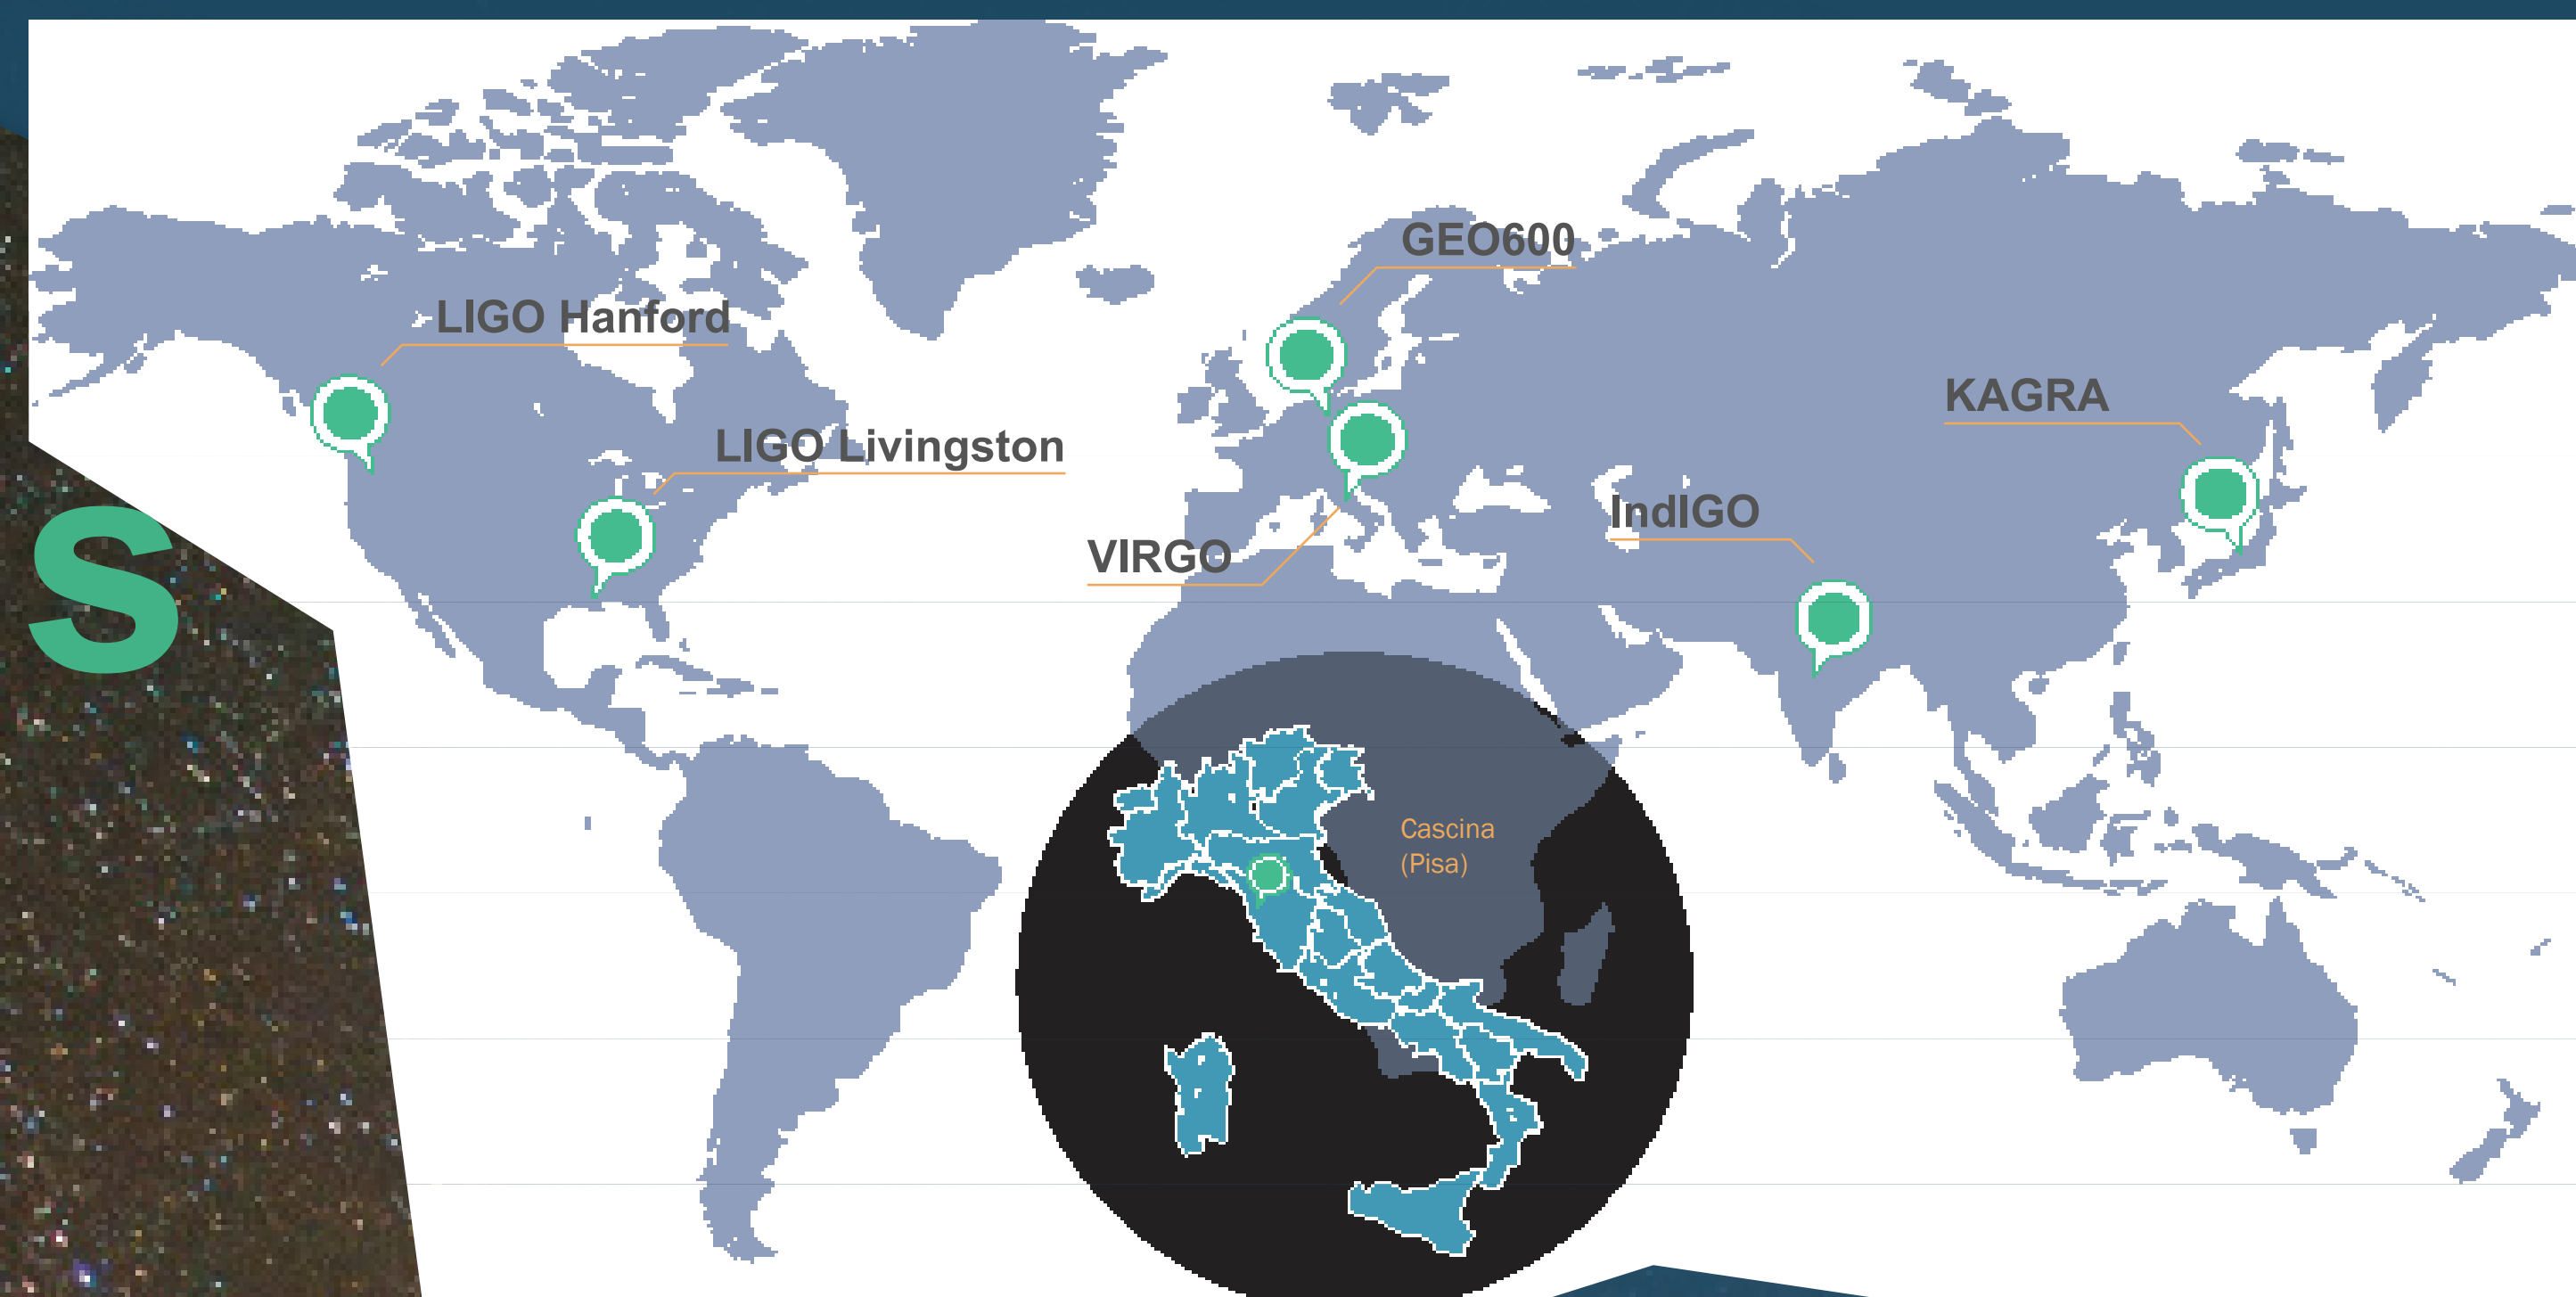 GEO600
LIGO Hanford
KAGRA
LIGO Livingston
IndIGO
VIRGO
s
Cascina
(Pisa)